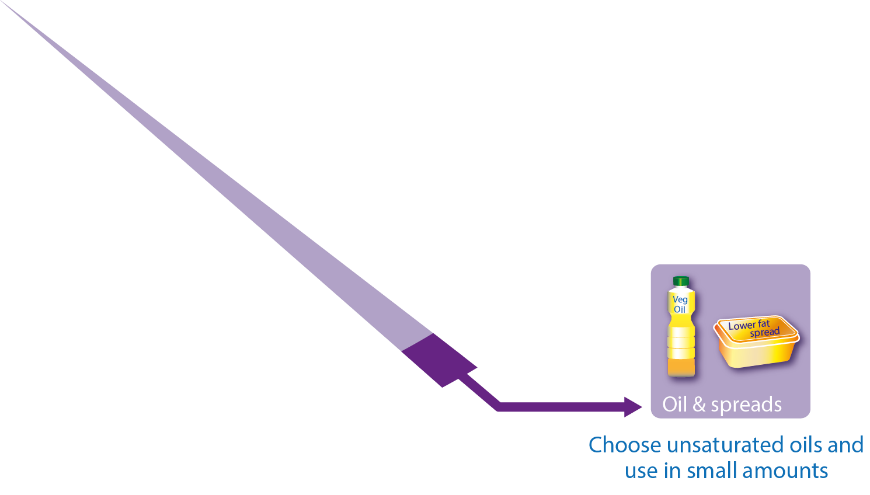 Veg
Oil
Lower fat
spread
Oil & spreads
Choose unsaturated oils and
use in small amounts